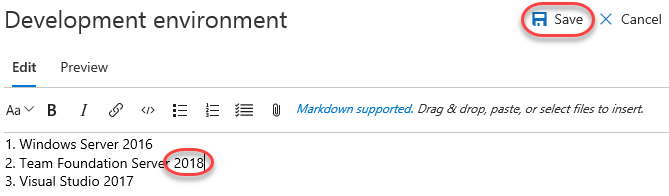 Development environment
Save
Cancel
Edit
Preview
Aa B I </> Markdown supported. Drag & drop, paste, or select files to insert.
1. Windows Server 2016
2. Team Foundation Server 2018
3. Visual Studio 2017